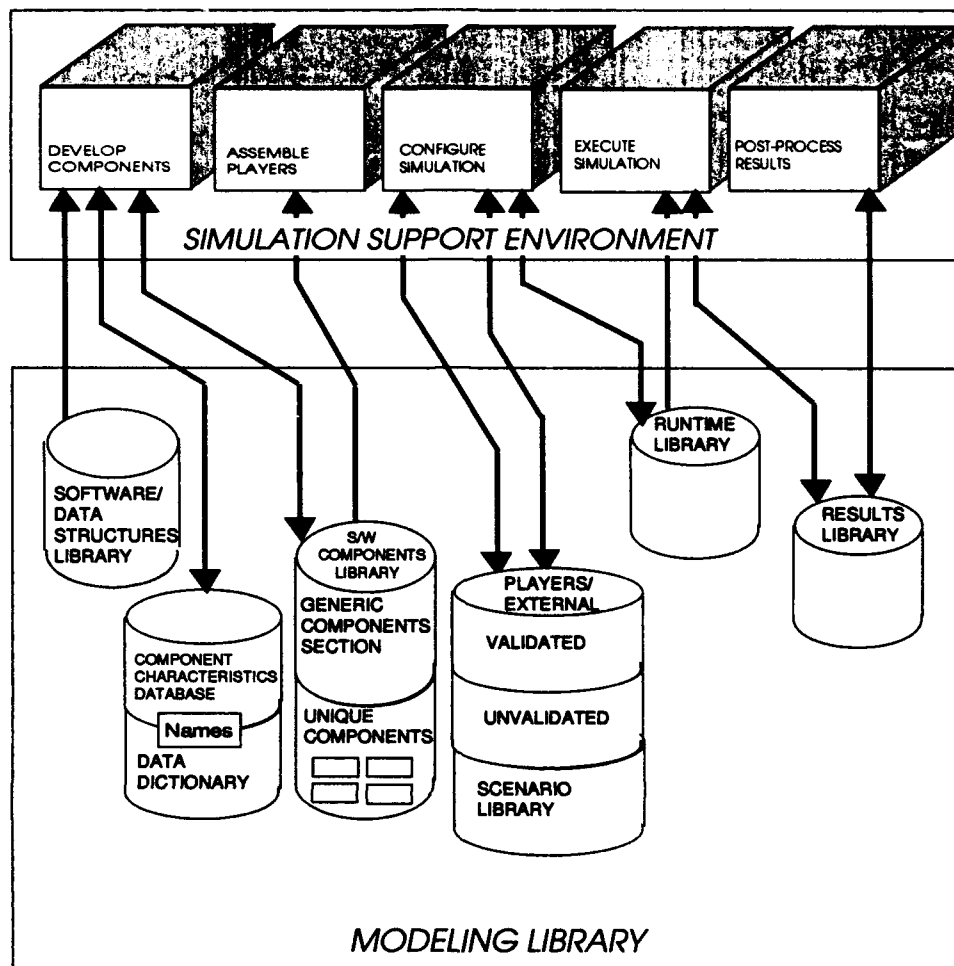 DEVELOP
COMPONENTS
ASSEMBLE
PLAYERS
CONFIGURE
SIMULATION
EXECUTE
SIMULATION
POST-PROCESS
RESULTS
SIMULATION SUPPORT ENVIRONMENT
SOFTWARE/
DATA
STRUCTURES
LIBRARY
COMPONENT
CHARACTERISTICS
DATABASE
Names
DATA
DICTIONARY
S/W
COMPONENTS
LIBRARY
GENERIC
COMPONENTS
SECTION
UNIQUE
COMPONENTS
PLAYERS/
EXTERNAL
VALIDATED
UNVALIDATED
SCENARIO
LIBRARY
RUNTIME
LIBRARY
RESULTS
LIBRARY
MODELING LIBRARY